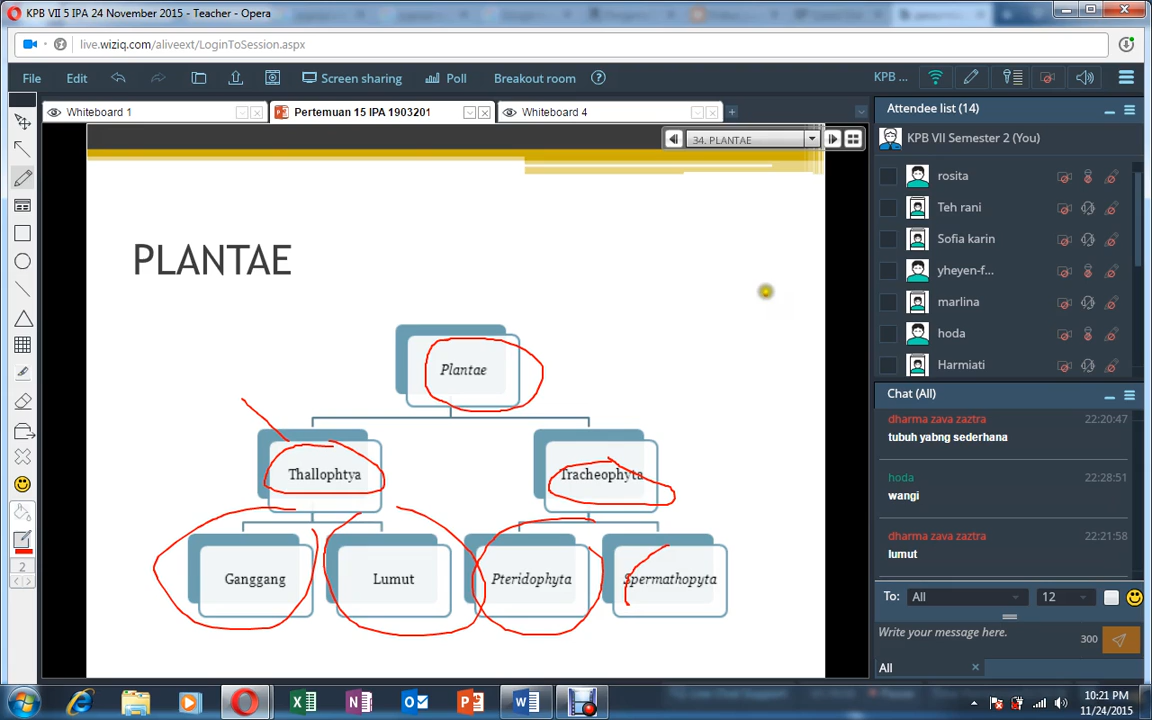 KPB VII 5 IPA 24 November 2015 - Teacher - Opera
live.wiziq.com/aliveext/LoginToSession.aspx
File Edit Screen sharing Poll Breakout room KPB ...
Whiteboard 1 Pertemuan 15 IPA 1903201 Whiteboard 4
34. PLANTAE
PLANTAE
Plantae
Thallophtya Tracheophyta
Ganggang Lumut Pteridophyta Spermathopyta
2
Attendee list (14)
KPB VII Semester 2 (You)
rosita
Teh rani
Sofia karin
yheyen-f...
marlina
hoda
Harmiati
Chat (All)
dharma zava zaztra 22:20:47
tubuh yabng sederhana
hoda 22:28:51
wangi
dharma zava zaztra 22:21:58
lumut
To: All 12
Write your message here. 300
All
10:21 PM
11/24/2015